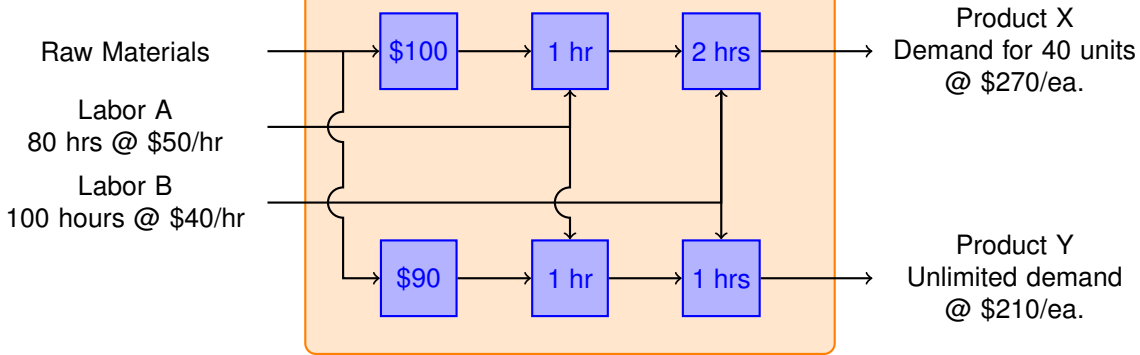 Raw Materials
$100
1 hr
2 hrs
Product X
Demand for 40 units
@ $270/ea.
Labor A
80 hrs @ $50/hr
Labor B
100 hours @ $40/hr
$90
1 hr
1 hrs
Product Y
Unlimited demand
@ $210/ea.